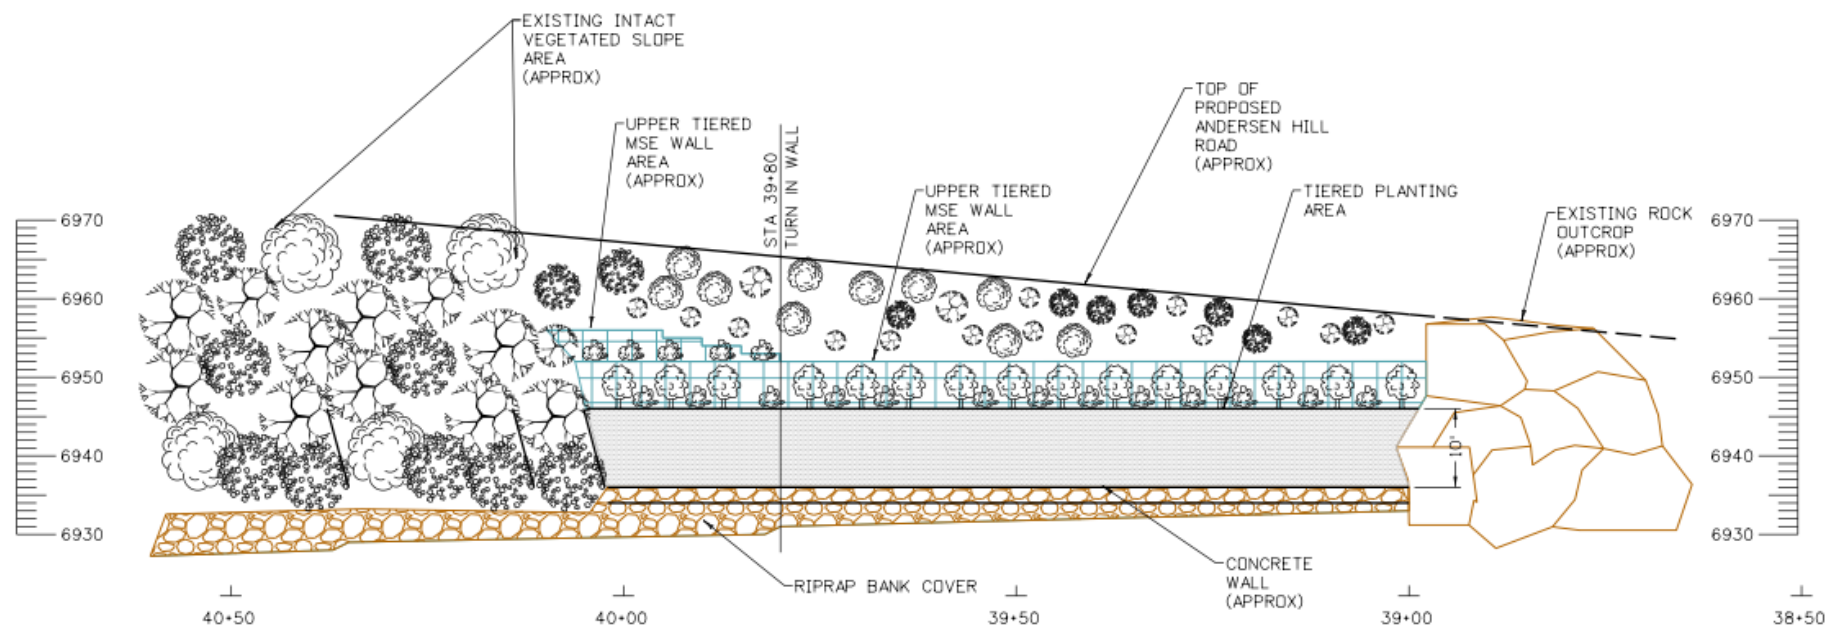 EXISTING INTACT
VEGETATED SLOPE
AREA
(APPROX)
UPPER TIERED
MSE WALL
AREA
(APPROX)
STA 39+80
TURN IN WALL
UPPER TIERED
MSE WALL
AREA
(APPROX)
TOP OF
PROPOSED
ANDERSEN HILL
ROAD
(APPROX)
TIERED PLANTING
AREA
EXISTING ROCK
OUTCROP
(APPROX)
6970
6960
6950
6940
6930
6970
6960
6950
6940
6930
10'
RIPRAP BANK COVER
CONCRETE
WALL
(APPROX)
40+50
40+00
39+50
39+00
38+50